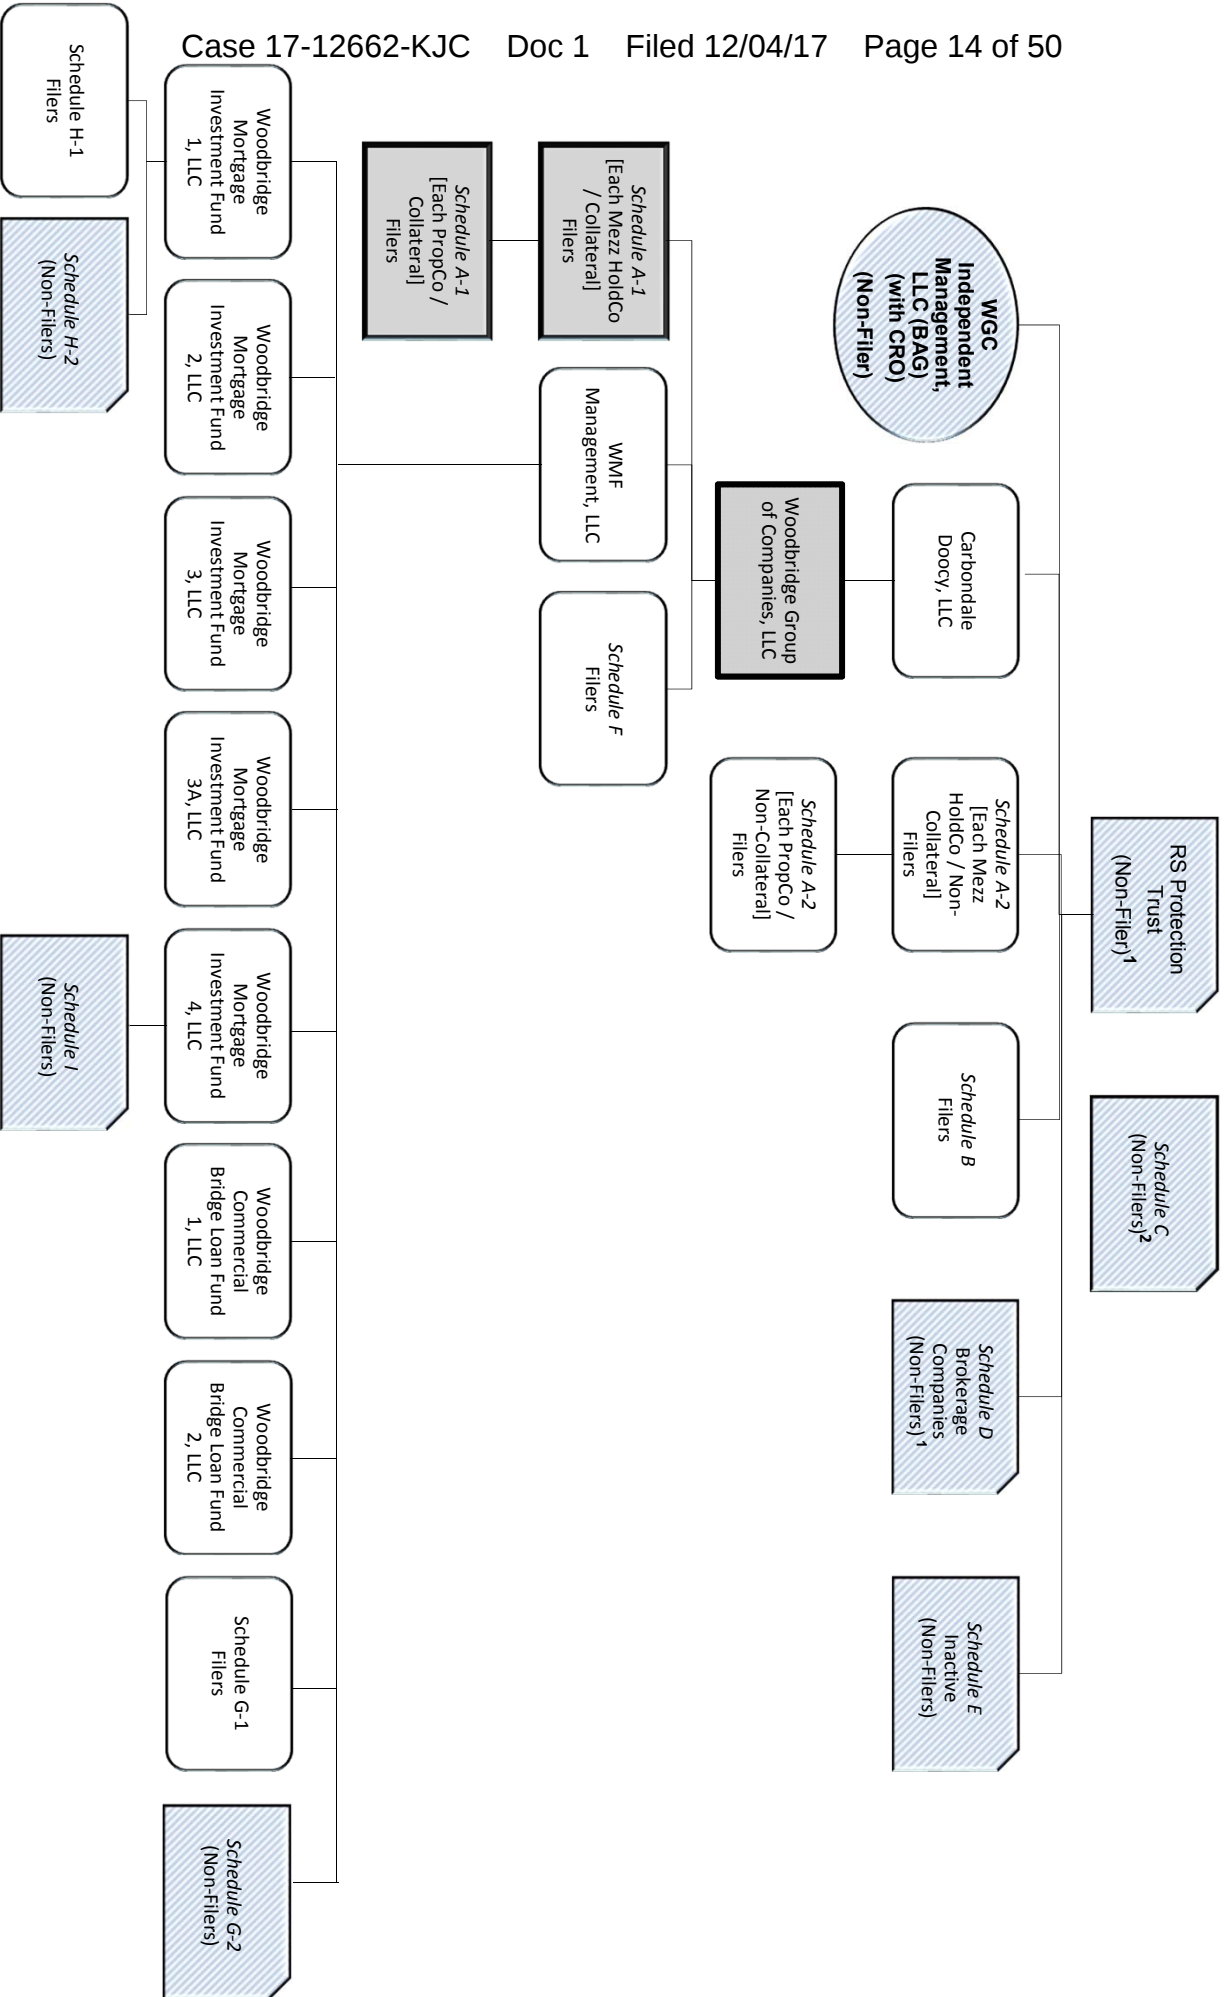 Case 17-12662-KJC Doc 1 Filed 12/04/17 Page 14 of 50
RS Protection
Trust
(Non-Filer)1
Schedule C
(Non-Filers)2
WGC
Independent
Management,
LLC (BAG)
(with CRO)
(Non-Filer)
Carbondale
Doocy, LLC
Schedule A-2
[Each Mezz
HoldCo / Non-
Collateral]
Filers
Schedule B
Filers
Schedule D
Brokerage
Companies
(Non-Filers) 1
Schedule E
Inactive
(Non-Filers)
Woodbridge Group
of Companies, LLC
Schedule A-2
[Each PropCo /
Non-Collateral]
Filers
Schedule A-1
[Each Mezz HoldCo
/ Collateral]
Filers
WMF
Management, LLC
Schedule F
Filers
Schedule A-1
[Each PropCo /
Collateral]
Filers
Woodbridge
Mortgage
Investment Fund
1, LLC
Woodbridge
Mortgage
Investment Fund
2, LLC
Woodbridge
Mortgage
Investment Fund
3, LLC
Woodbridge
Mortgage
Investment Fund
3A, LLC
Woodbridge
Mortgage
Investment Fund
4, LLC
Woodbridge
Commercial
Bridge Loan Fund
1, LLC
Woodbridge
Commercial
Bridge Loan Fund
2, LLC
Schedule G-1
Filers
Schedule G-2
(Non-Filers)
Schedule H-1
Filers
Schedule H-2
(Non-Filers)
Schedule I
(Non-Filers)